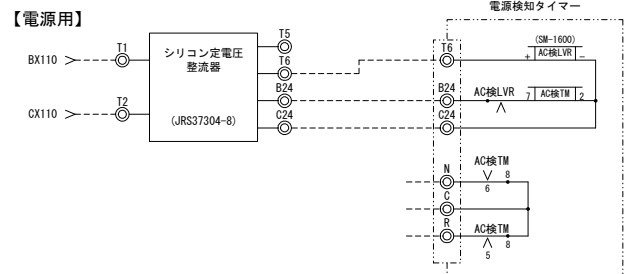 電源検知タイマー
【電源用】
T1
T5
T6
T6
(SM-1600)
+ AC検LVR -
BX110
シリコン定電圧
整流器
B24
B24
AC検LVR
7 AC検TM 2
CX110
T2
(JRS37304-8)
C24
C24
N
AC検TM
8
6
C
R
AC検TM
8
5